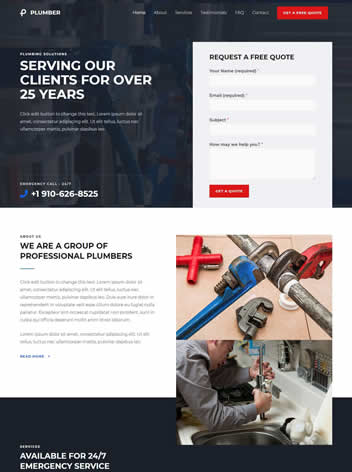 PLUMBER
Home About Services Testimonials FAQ Contact GET A FREE QUOTE
PLUMBING SOLUTIONS
SERVING OUR
CLIENTS FOR OVER
25 YEARS
Click edit button to change this text. Lorem ipsum dolor
sit amet, consectetur adipiscing elit. Ut elit tellus, luctus
nec ullamcorper mattis, pulvinar dapibus leo.
EMERGENCY CALL - 24/7
+1 910-626-8525
REQUEST A FREE QUOTE
Your Name (required) *
Email (required) *
Subject *
How may we help you? *
GET A QUOTE
ABOUT US
WE ARE A GROUP OF
PROFESSIONAL PLUMBERS
Click edit button to change this text. Lorem ipsum dolor sit amet,
consectetur adipiscing elit. Ut elit tellus, luctus nec ullamcorper
mattis, pulvinar dapibus leo. Duis aute irure dolor in
reprehenderit in voluptate velit esse cillum dolore eu fugiat nulla
pariatur. Excepteur sint occaecat cupidatat non proident, sunt in
culpa qui officia deserunt mollit anim id est laborum.
Lorem ipsum dolor sit amet, consectetur adipiscing elit. Ut elit
tellus, luctus nec ullamcorper mattis, pulvinar dapibus leo.
READ MORE
SERVICES
AVAILABLE FOR 24/7
EMERGENCY SERVICE